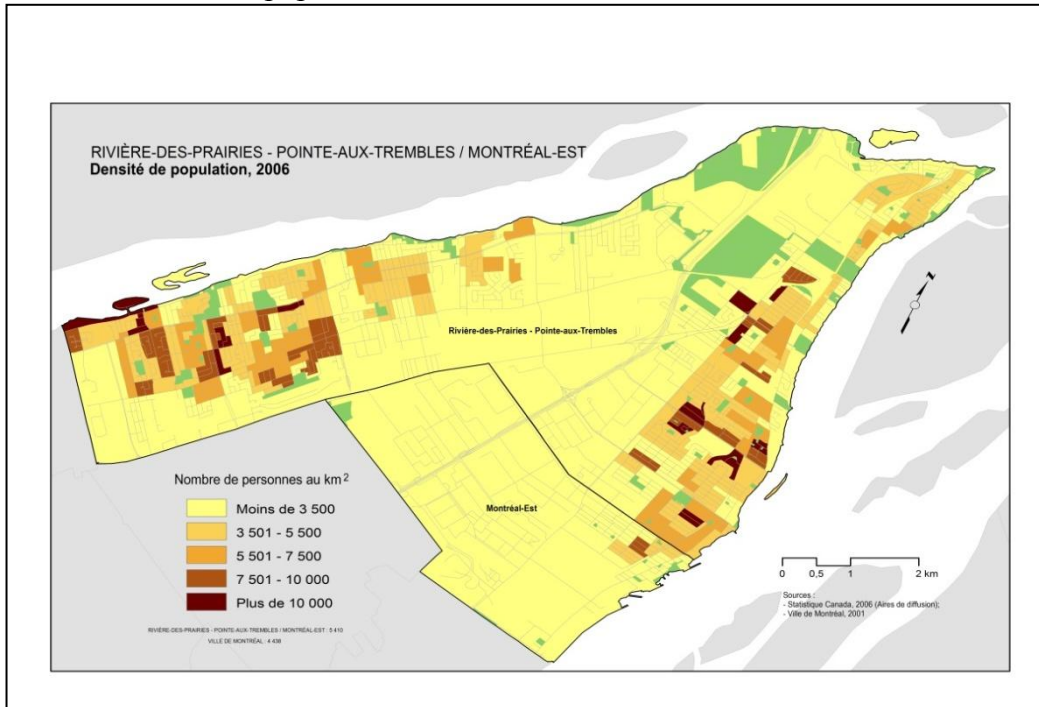 RIVIÈRE-DES-PRAIRIES - POINTE-AUX-TREMBLES / MONTRÉAL-EST
Densité de population, 2006
N
Rivière-des-Prairies - Pointe-aux-Trembles
Montréal-Est
Nombre de personnes au km2
Moins de 3 500
3 501 - 5 500
5 501 - 7 500
7 501 - 10 000
Plus de 10 000
RIVIÈRE-DES-PRAIRIES - POINTE-AUX-TREMBLES / MONTRÉAL-EST : 5 410
VILLE DE MONTRÉAL : 4 438
0 0,5 1 2 km
Sources :
- Statistique Canada, 2006 (Aires de diffusion);
- Ville de Montréal, 2001